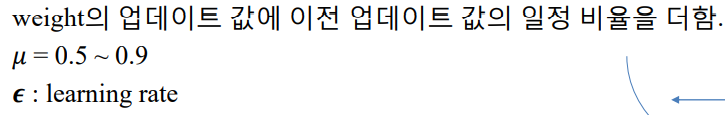 weight의 업데이트 값에 이전 업데이트 값의 일정 비율을 더함.
μ = 0.5 ~ 0.9
ϵ : learning rate